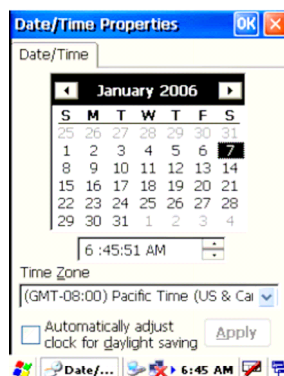 Date/Time Properties OK
Date/Time
January 2006
S M T W T F S
25 26 27 28 29 30 31
1 2 3 4 5 6 7
8 9 10 11 12 13 14
15 16 17 18 19 20 21
22 23 24 25 26 27 28
29 30 31 1 2 3 4
6 :45:51 AM
Time Zone
(GMT-08:00) Pacific Time (US & Ca
Automatically adjust
clock for daylight saving
Apply
Date/... 6:45 AM